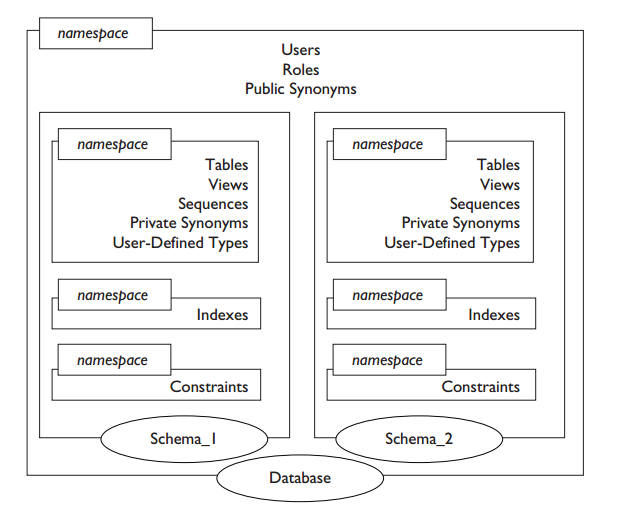 namespace
Users
Roles
Public Synonyms
namespace
Tables
Views
Sequences
Private Synonyms
User-Defined Types
namespace
Indexes
namespace
Constraints
Schema_1
namespace
Tables
Views
Sequences
Private Synonyms
User-Defined Types
namespace
Indexes
namespace
Constraints
Schema_2
Database